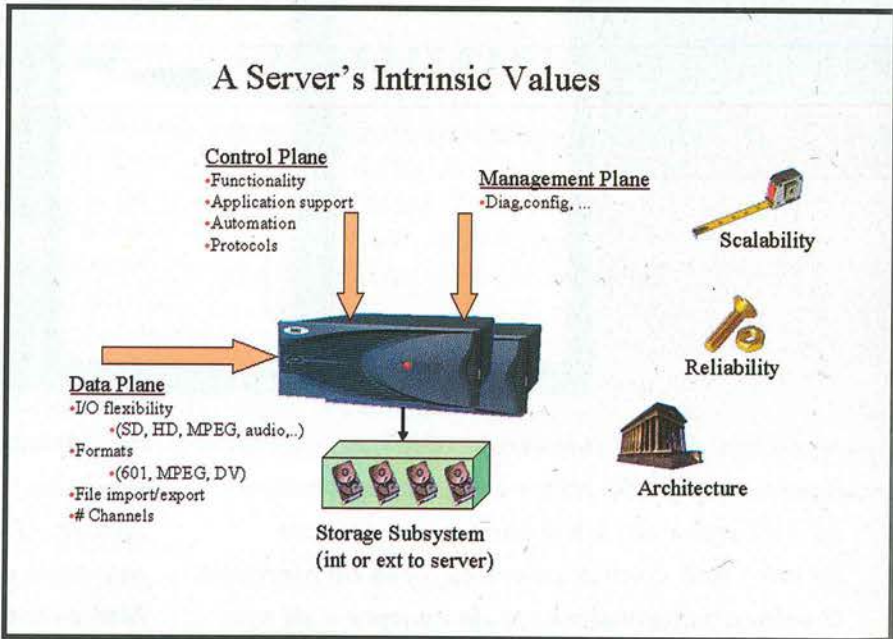 A Server's Intrinsic Values
Control Plane
•Functionality
•Application support
•Automation
•Protocols
Management Plane
•Diag,config, ...
Scalability
Reliability
Architecture
Data Plane
•I/O flexibility
•(SD, HD, MPEG, audio,..)
•Formats
•(601, MPEG, DV)
•File import/export
•# Channels
Storage Subsystem
(int or ext to server)